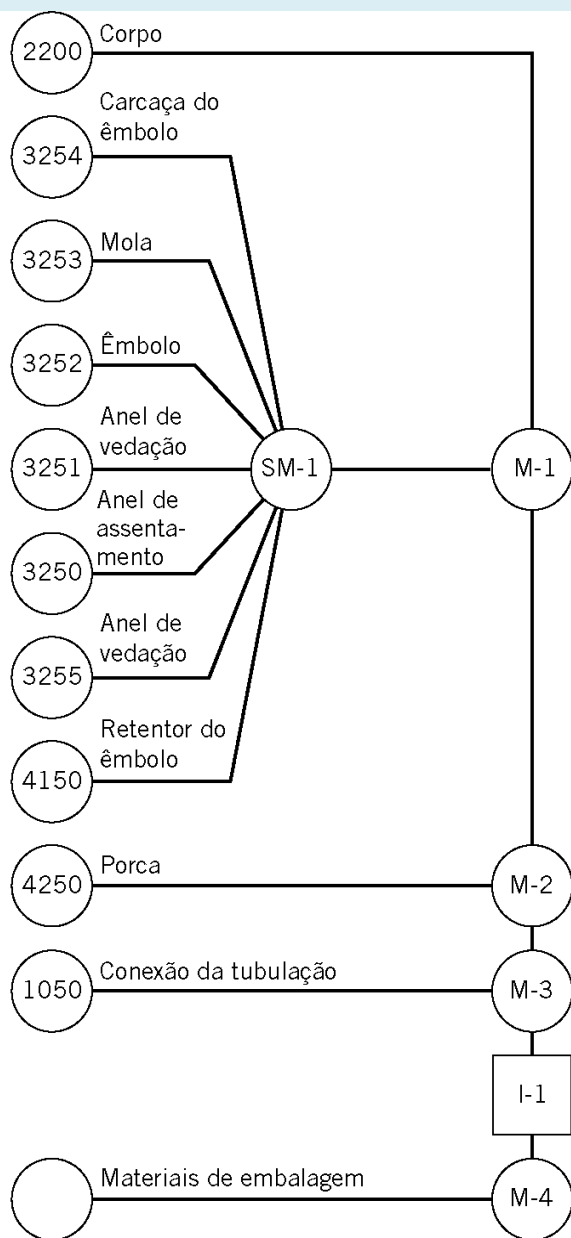 Corpo
2200
Carcaça do
êmbolo
3254
Mola
3253
Êmbolo
3252
Anel de
vedação
3251
SM-1
M-1
Anel de
assenta-
mento
3250
Anel de
vedação
3255
Retentor do
êmbolo
4150
Porca
4250
M-2
Conexão da tubulação
1050
M-3
I-1
Materiais de embalagem
M-4